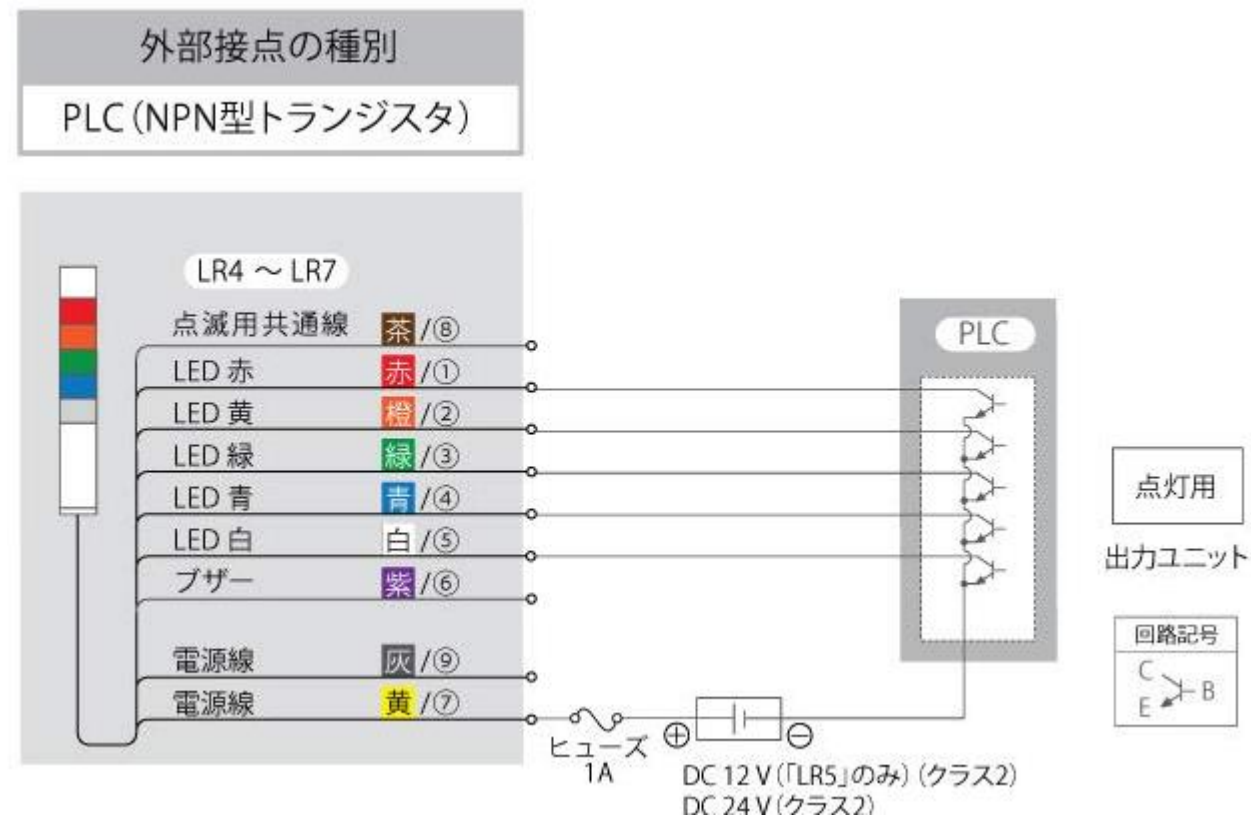 外部接点の種別
PLC(NPN型トランジスタ)
LR4 ～ LR7
点滅用共通線 茶/⑧
LED 赤 赤/①
LED 黄 橙/②
LED 緑 緑/③
LED 青 青/④
LED 白 白/⑤
ブザー 紫/⑥
電源線 灰/⑨
電源線 黄/⑦
ヒューズ
1A
⊕ ⊖
DC 12 V(「LR5」のみ)(クラス2)
DC 24 V(クラス2)
PLC
点灯用
出力ユニット
回路記号
C
B
E